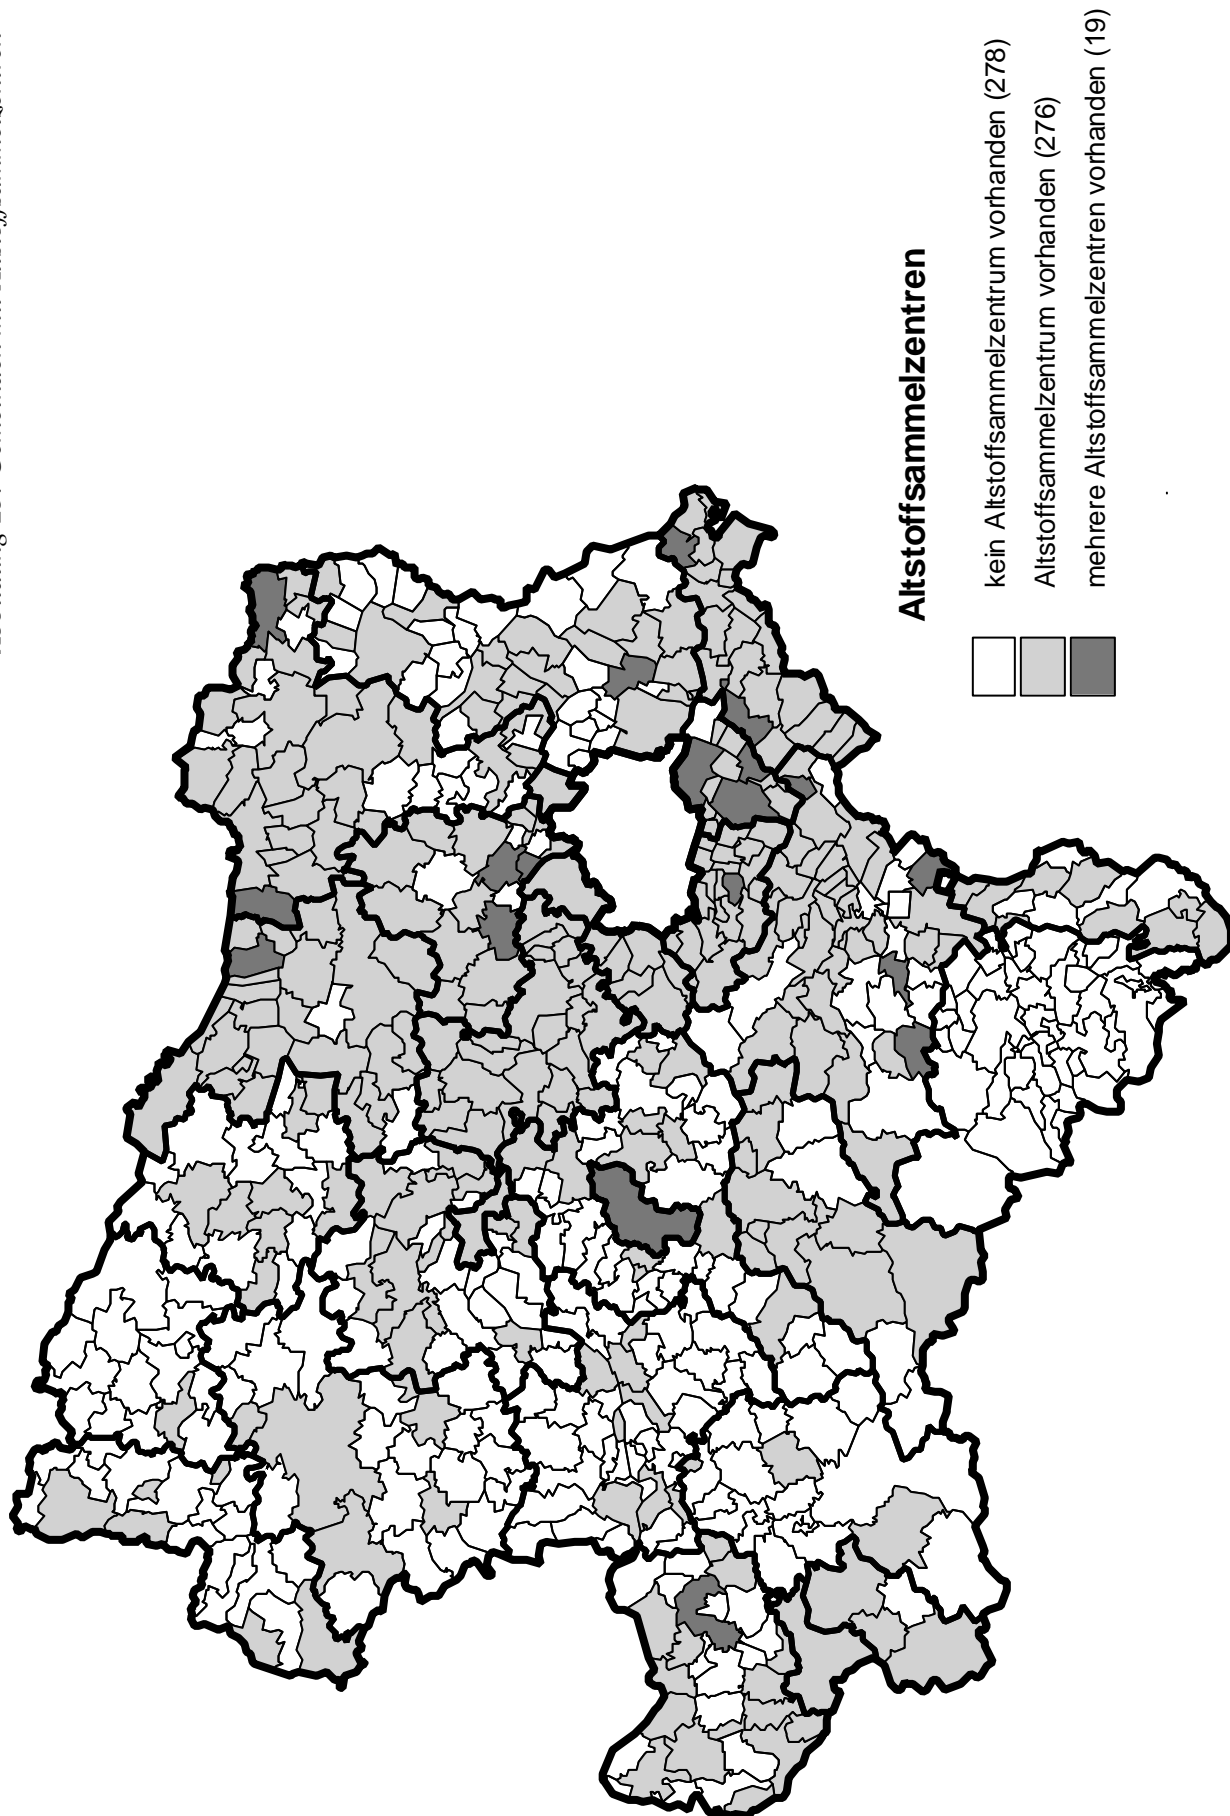 Altstoffsammelzentren
kein Altstoffsammelzentrum vorhanden (278)
Altstoffsammelzentrum vorhanden (276)
mehrere Altstoffsammelzentren vorhanden (19)